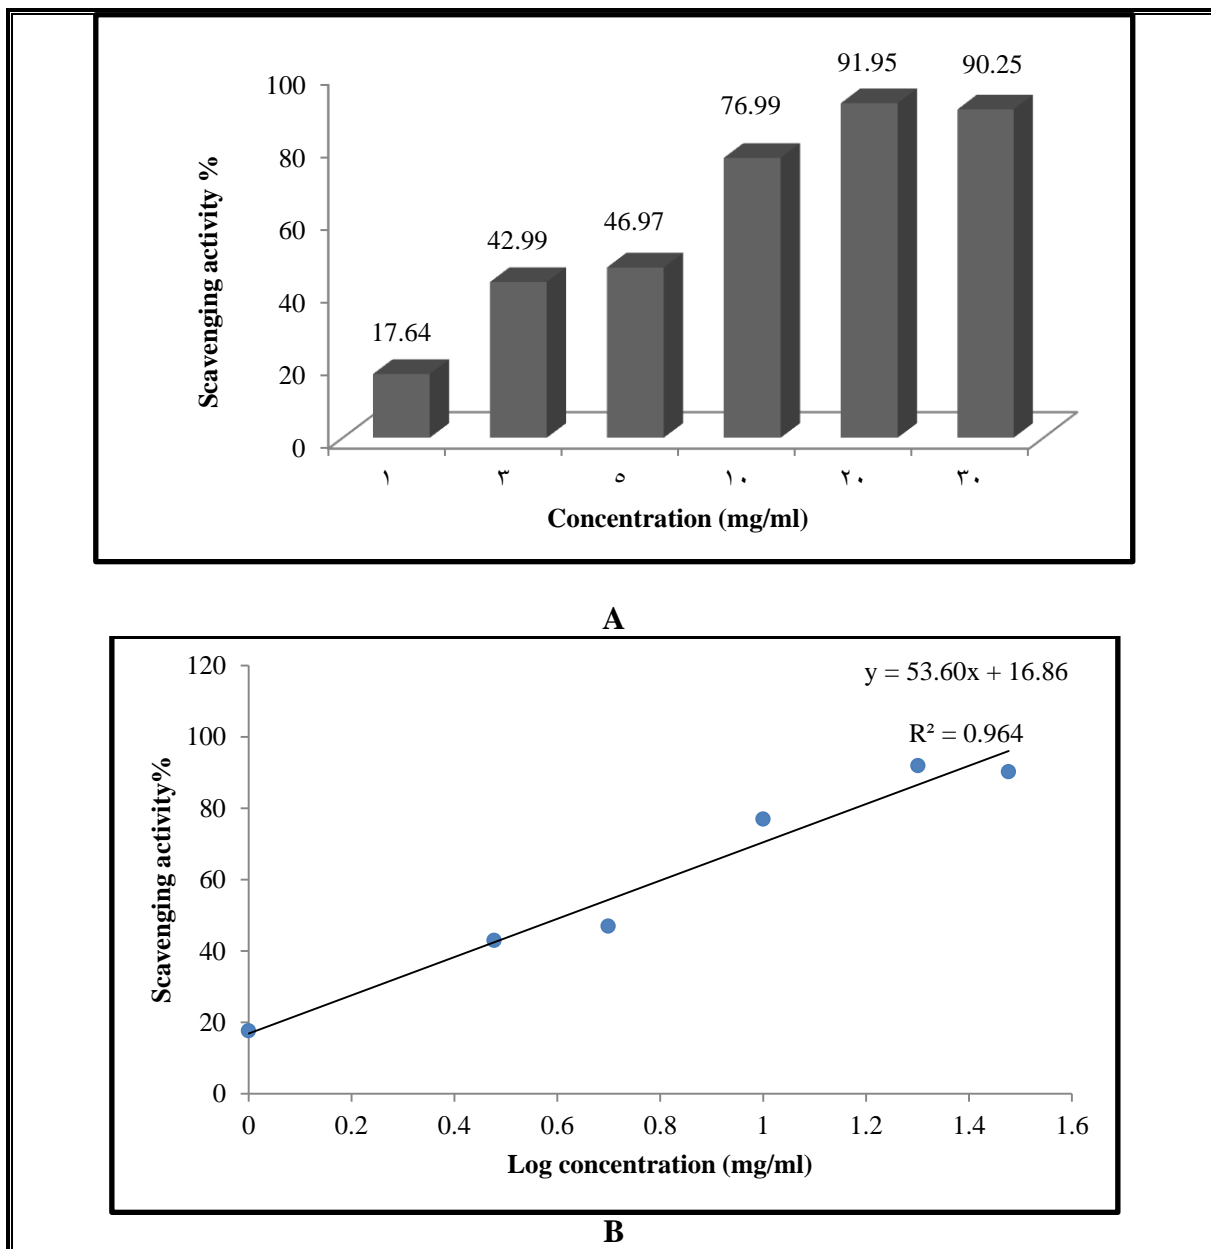 91.95
90.25
100
76.99
80
Scavenging activity %
60
42.99
46.97
40
17.64
20
0
١
٣
٥
١٠
٢٠
٣٠
Concentration (mg/ml)
A
120
y = 53.60x + 16.86
100
R² = 0.964
80
Scavenging activity%
60
40
20
0
0 0.2 0.4 0.6 0.8 1 1.2 1.4 1.6
Log concentration (mg/ml)
B